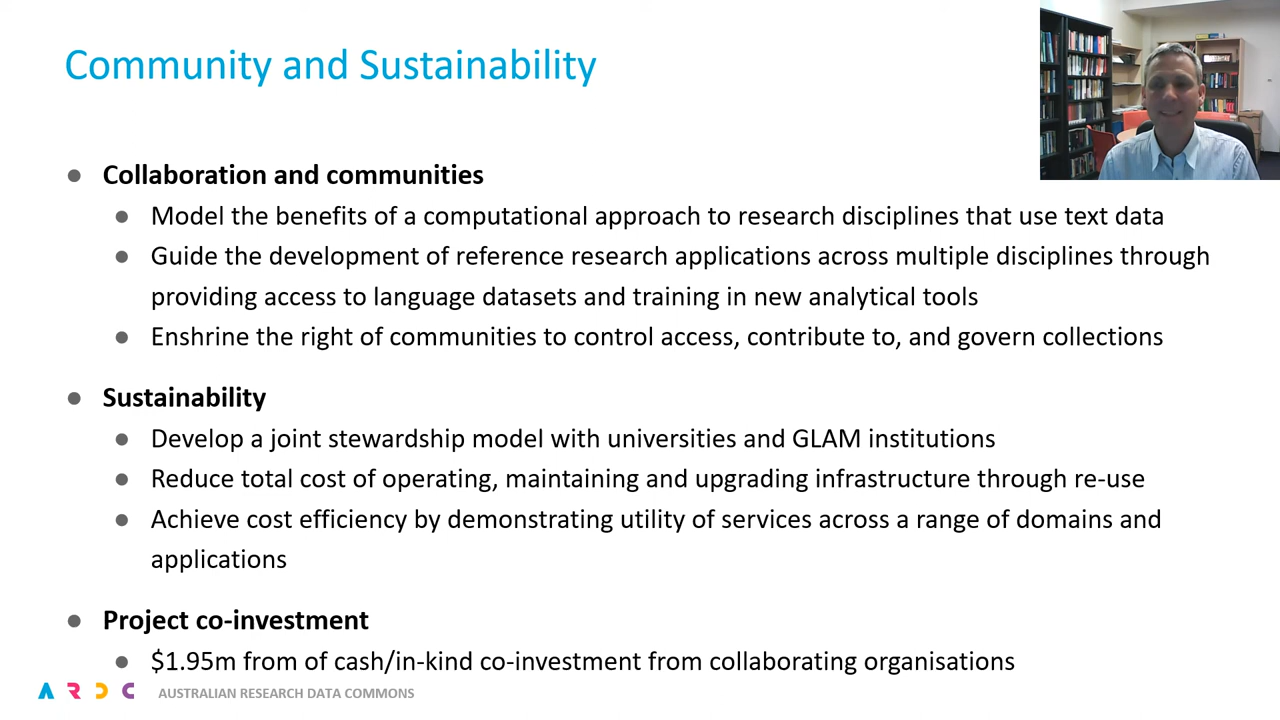 Community and Sustainability
● Collaboration and communities
● Model the benefits of a computational approach to research disciplines that use text data
● Guide the development of reference research applications across multiple disciplines through
providing access to language datasets and training in new analytical tools
● Enshrine the right of communities to control access, contribute to, and govern collections
● Sustainability
● Develop a joint stewardship model with universities and GLAM institutions
● Reduce total cost of operating, maintaining and upgrading infrastructure through re-use
● Achieve cost efficiency by demonstrating utility of services across a range of domains and
applications
● Project co-investment
● $1.95m from of cash/in-kind co-investment from collaborating organisations
ARDC AUSTRALIAN RESEARCH DATA COMMONS